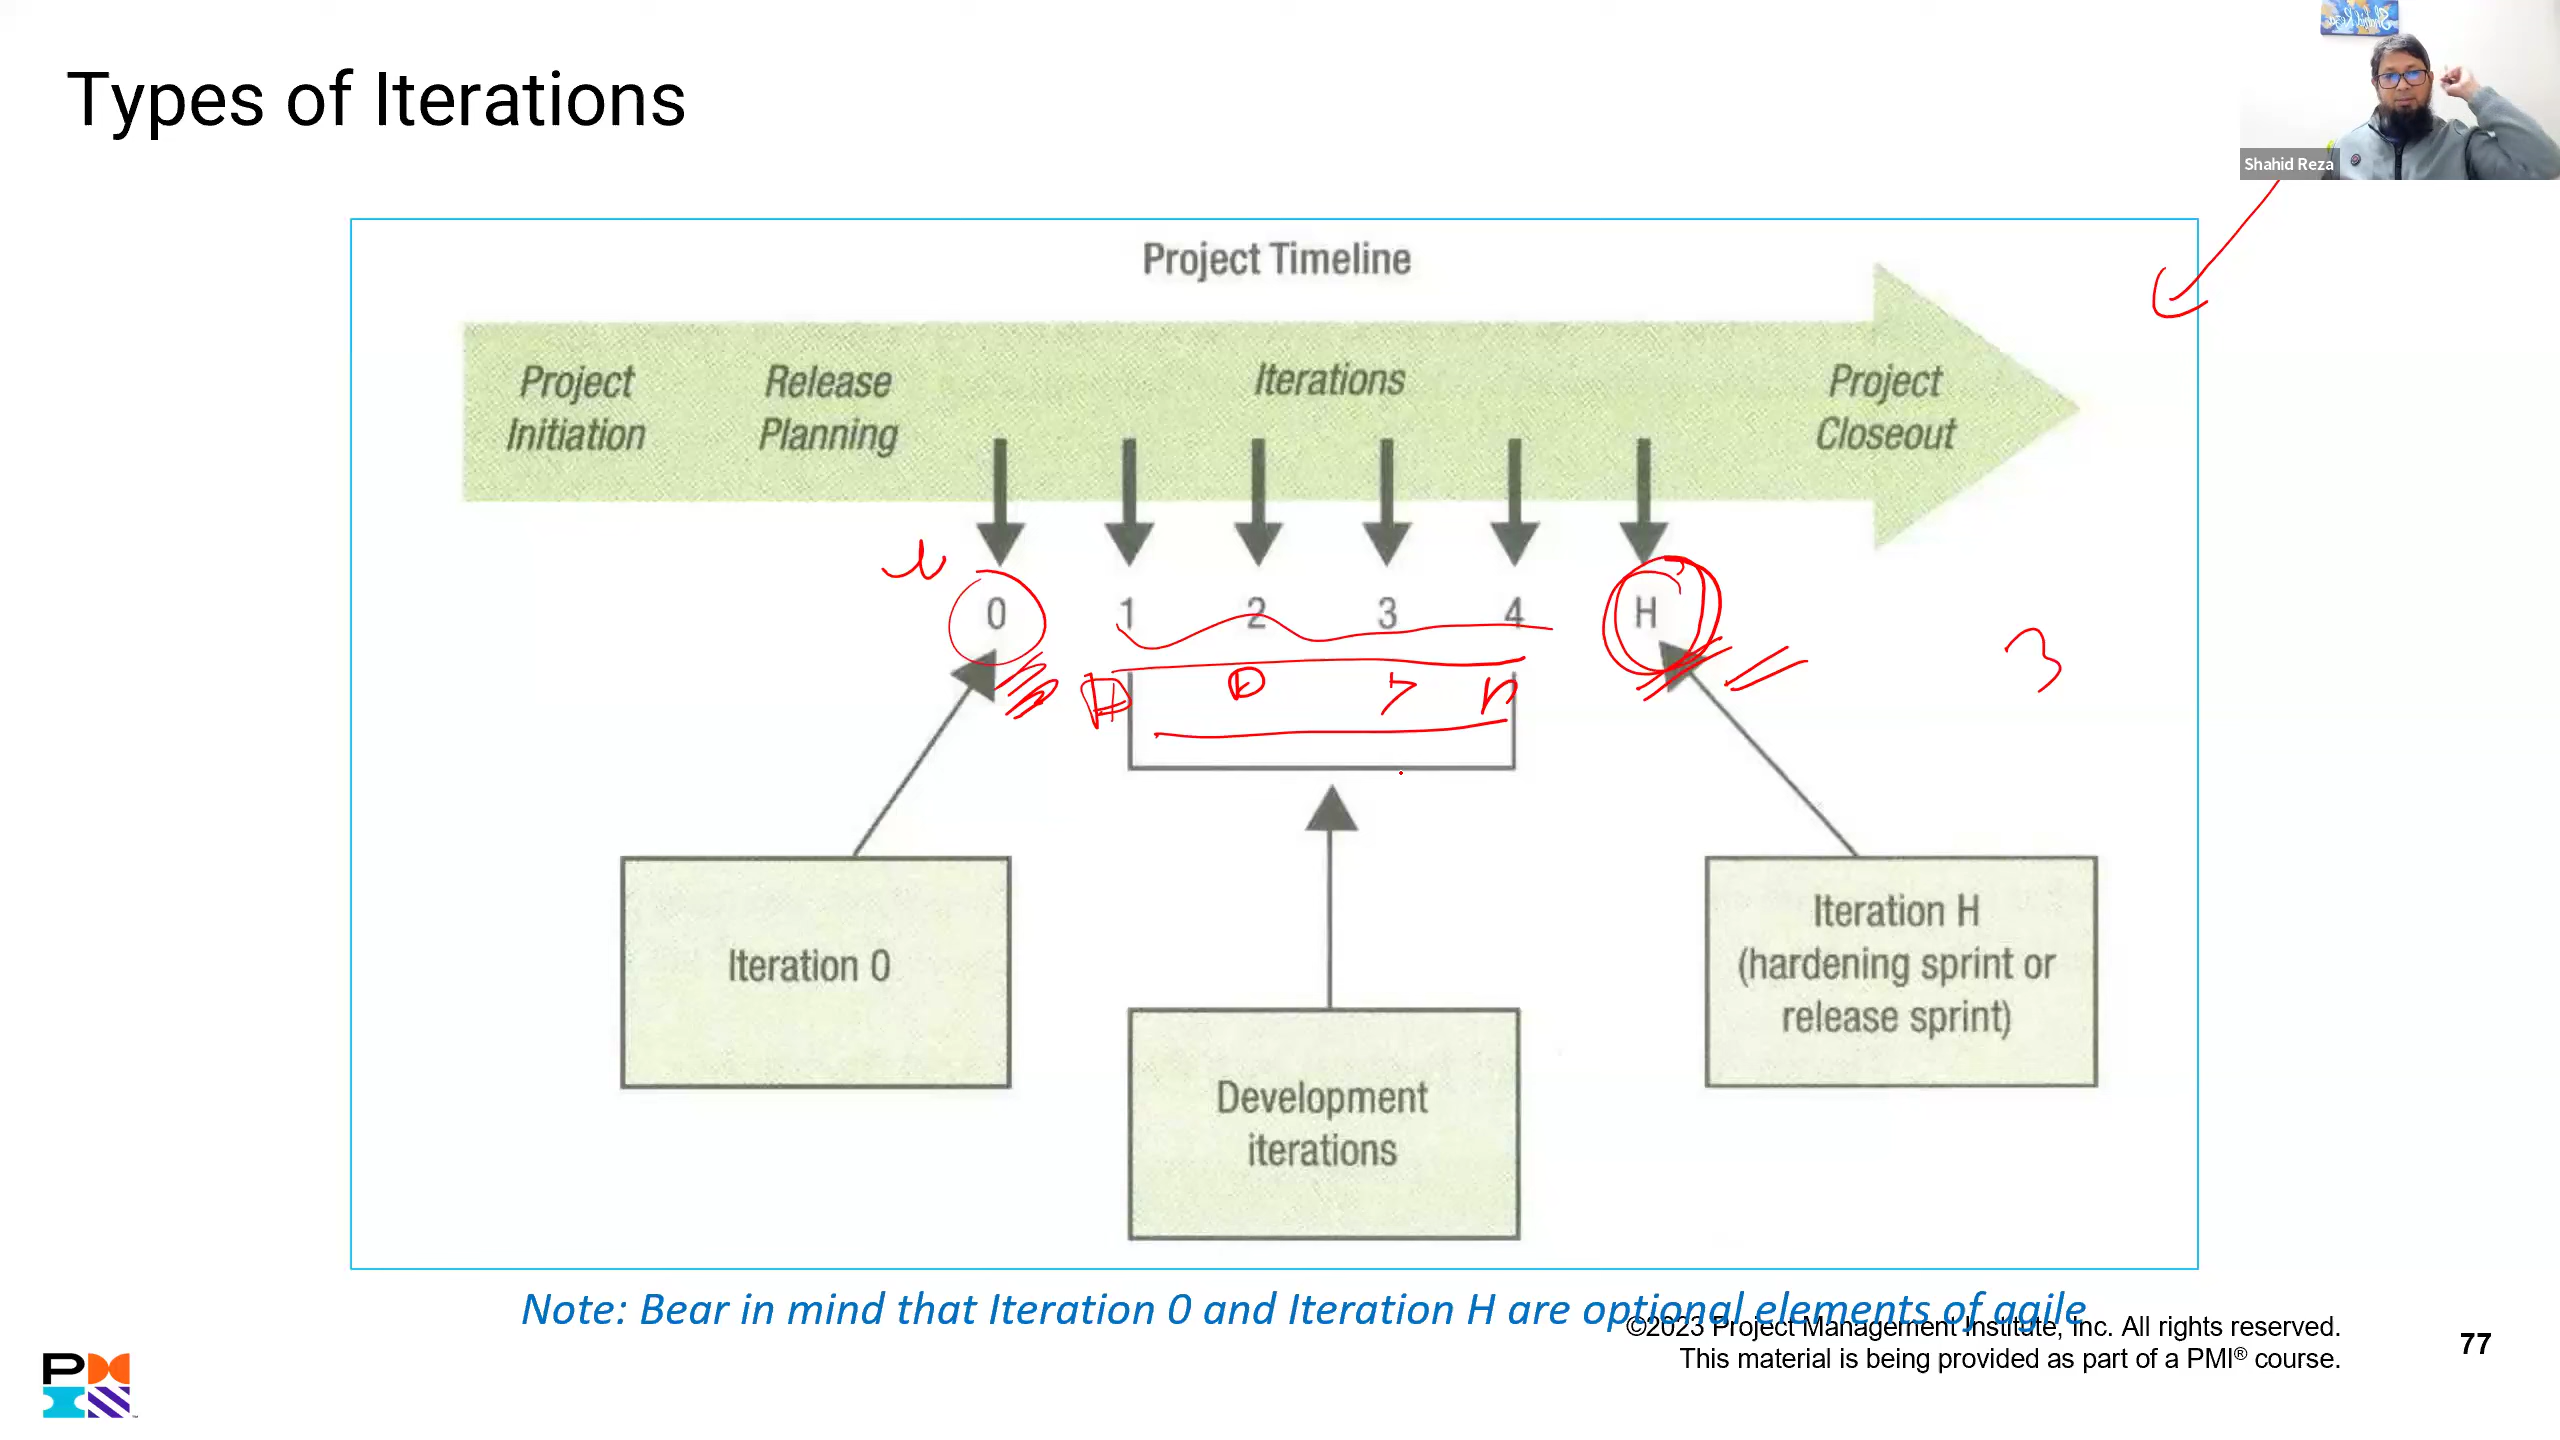 Types of Iterations
Shahid Reza
Project Timeline
Project
Initiation
Release
Planning
Iterations
Project
Closeout
0
1
2
3
4
H
3
Iteration 0
Development
iterations
Iteration H
(hardening sprint or
release sprint)
Note: Bear in mind that Iteration 0 and Iteration H are optional elements of agile
©2023 Project Management Institute, Inc. All rights reserved.
This material is being provided as part of a PMI® course.
77